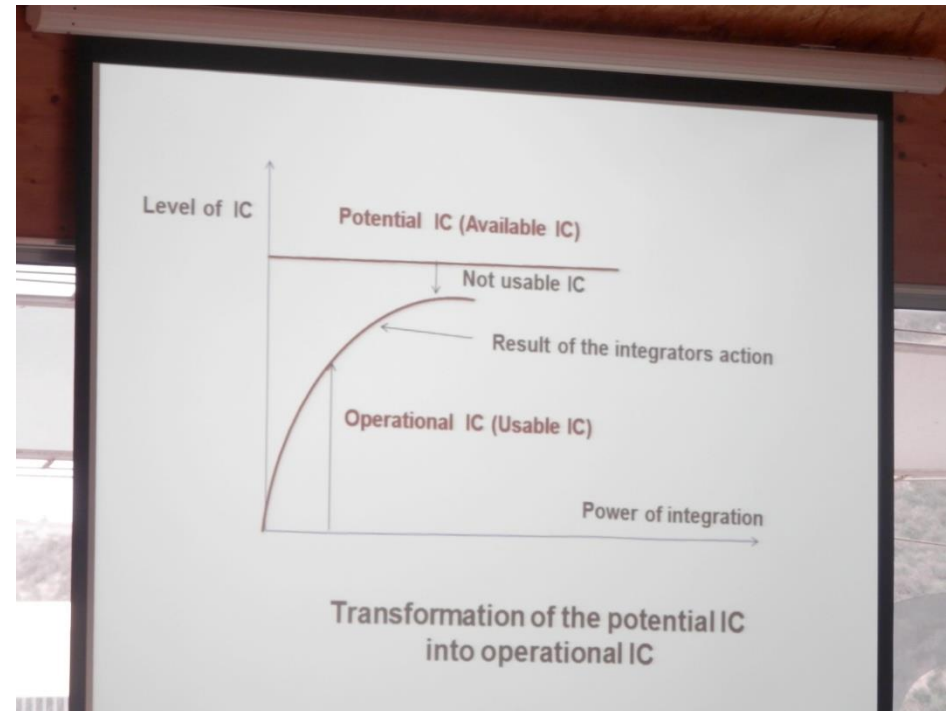 Level of IC
Potential IC (Available IC)
Not usable IC
Result of the integrators action
Operational IC (Usable IC)
Power of integration
Transformation of the potential IC
into operational IC